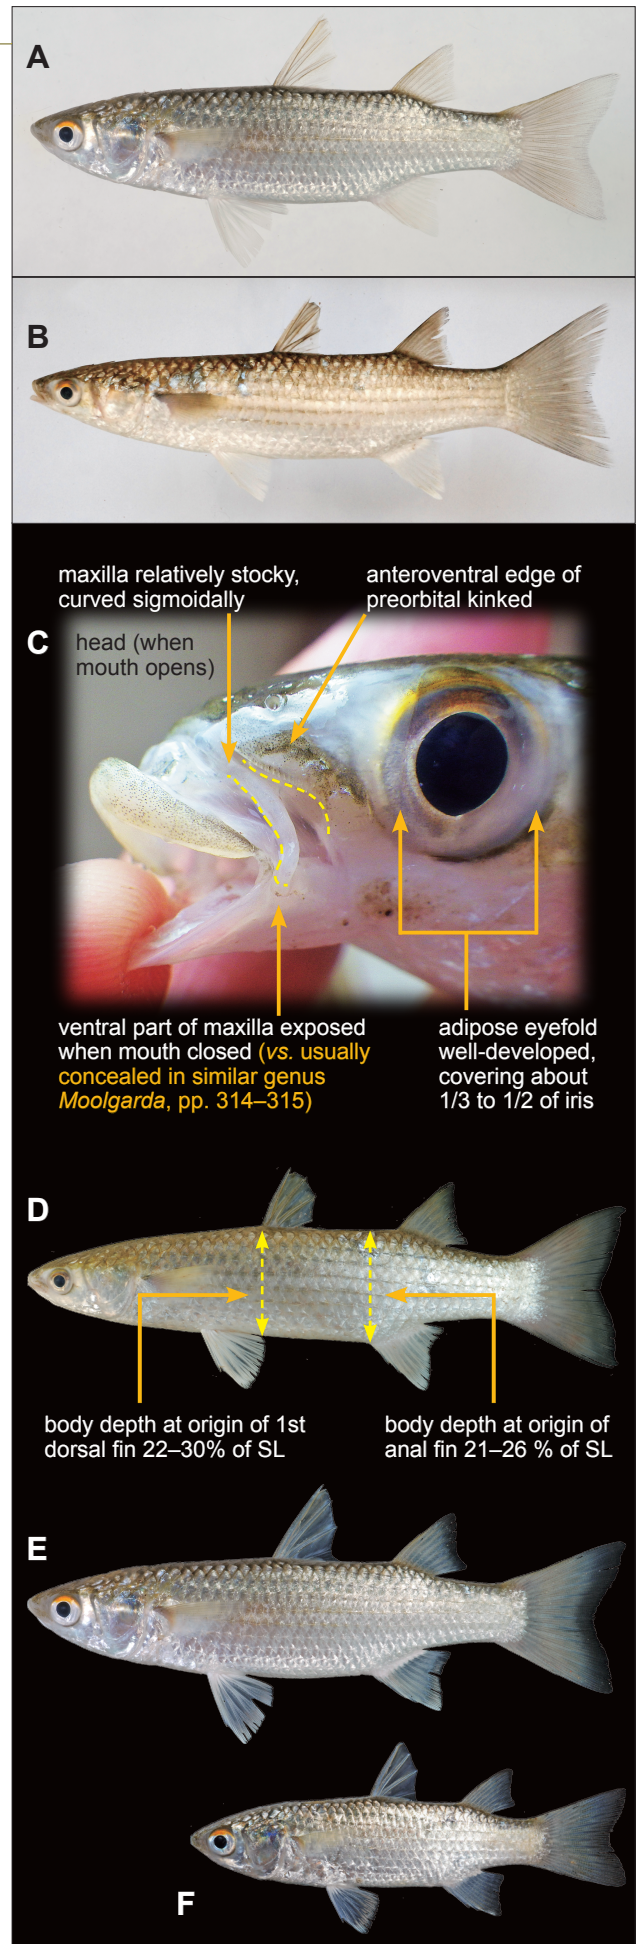 A
B
maxilla relatively stocky,
curved sigmoidally
anteroventral edge of
preorbital kinked
C
head (when
mouth opens)
ventral part of maxilla exposed
when mouth closed (vs. usually
concealed in similar genus
Moolgarda, pp. 314–315)
adipose eyefold
well-developed,
covering about
1/3 to 1/2 of iris
D
body depth at origin of 1st
dorsal fin 22–30% of SL
body depth at origin of
anal fin 21–26 % of SL
E
F